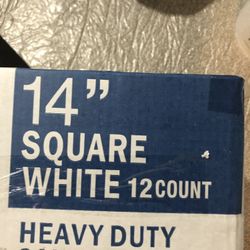 14”
SQUARE
WHITE 12 COUNT
HEAVY DUTY